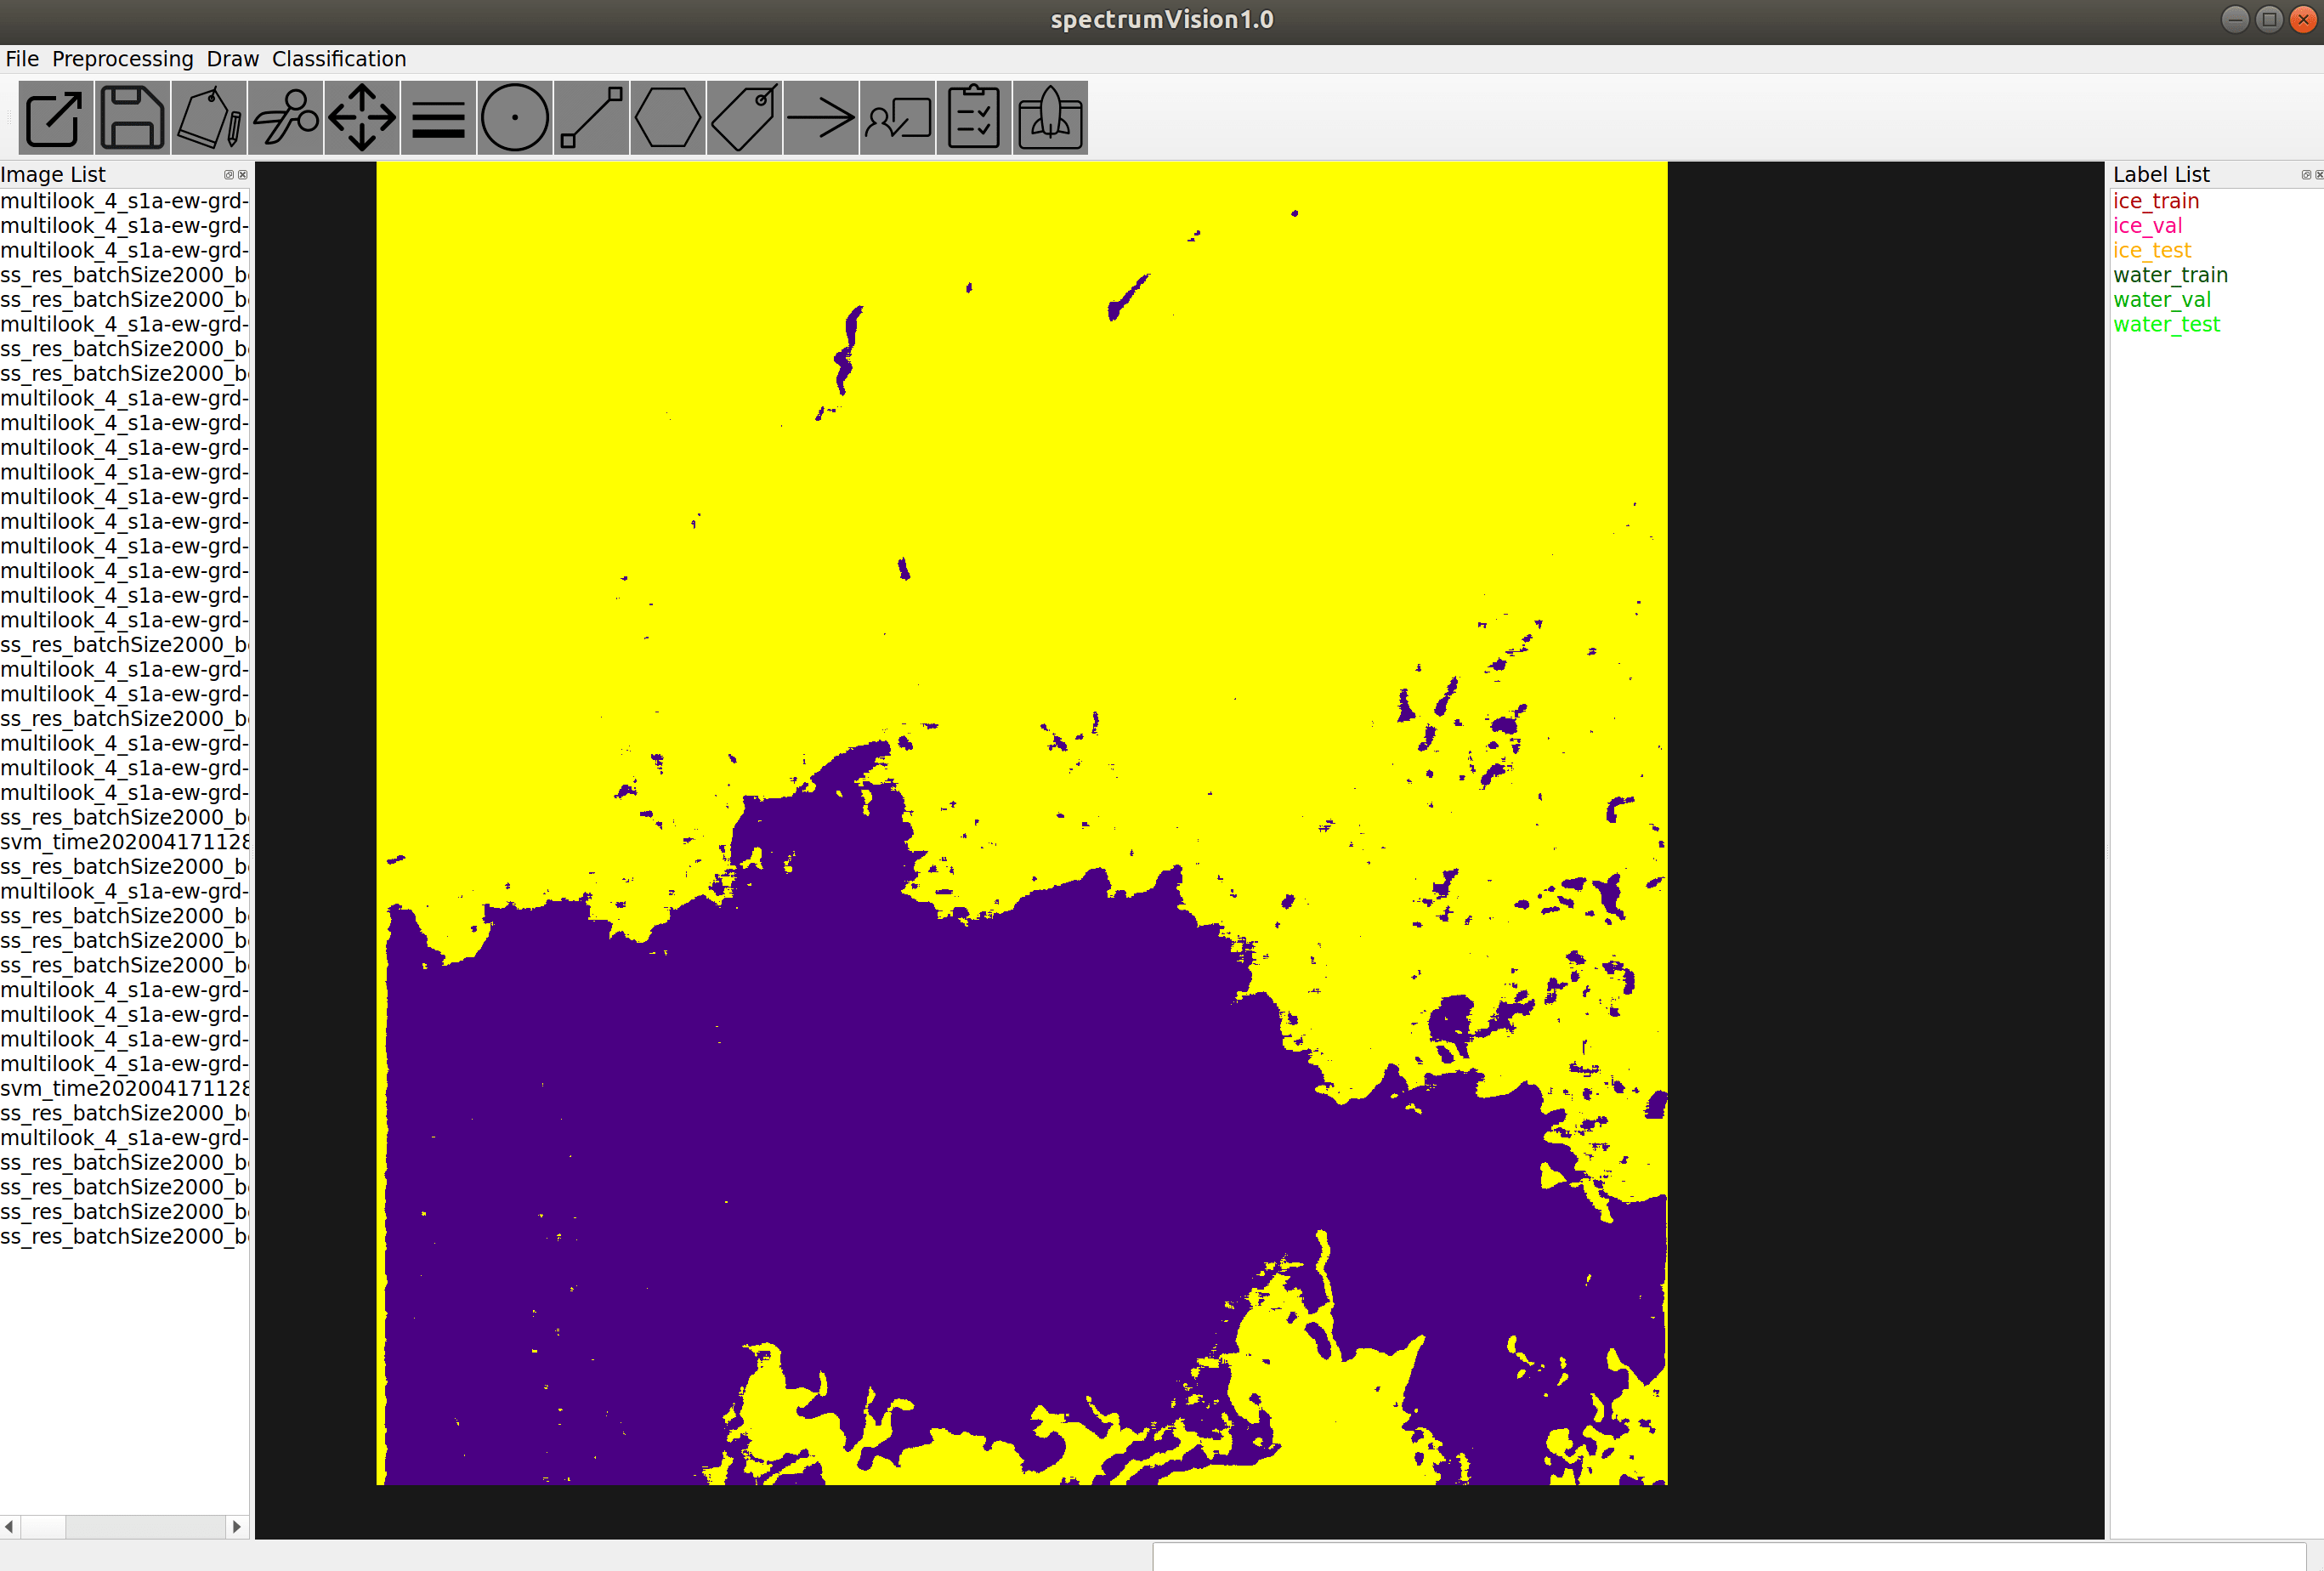 spectrumVision1.0
File Preprocessing Draw Classification
Image List
multilook_4_s1a-ew-grd-
multilook_4_s1a-ew-grd-
multilook_4_s1a-ew-grd-
ss_res_batchSize2000_b
ss_res_batchSize2000_b
multilook_4_s1a-ew-grd-
ss_res_batchSize2000_b
ss_res_batchSize2000_b
multilook_4_s1a-ew-grd-
multilook_4_s1a-ew-grd-
multilook_4_s1a-ew-grd-
multilook_4_s1a-ew-grd-
multilook_4_s1a-ew-grd-
multilook_4_s1a-ew-grd-
multilook_4_s1a-ew-grd-
multilook_4_s1a-ew-grd-
multilook_4_s1a-ew-grd-
multilook_4_s1a-ew-grd-
ss_res_batchSize2000_b
multilook_4_s1a-ew-grd-
multilook_4_s1a-ew-grd-
ss_res_batchSize2000_b
multilook_4_s1a-ew-grd-
multilook_4_s1a-ew-grd-
multilook_4_s1a-ew-grd-
ss_res_batchSize2000_b
svm_time202004171128
ss_res_batchSize2000_b
multilook_4_s1a-ew-grd-
ss_res_batchSize2000_b
ss_res_batchSize2000_b
ss_res_batchSize2000_b
multilook_4_s1a-ew-grd-
multilook_4_s1a-ew-grd-
multilook_4_s1a-ew-grd-
multilook_4_s1a-ew-grd-
svm_time202004171128
ss_res_batchSize2000_b
multilook_4_s1a-ew-grd-
ss_res_batchSize2000_b
ss_res_batchSize2000_b
ss_res_batchSize2000_b
ss_res_batchSize2000_b
Label List
ice_train
ice_val
ice_test
water_train
water_val
water_test